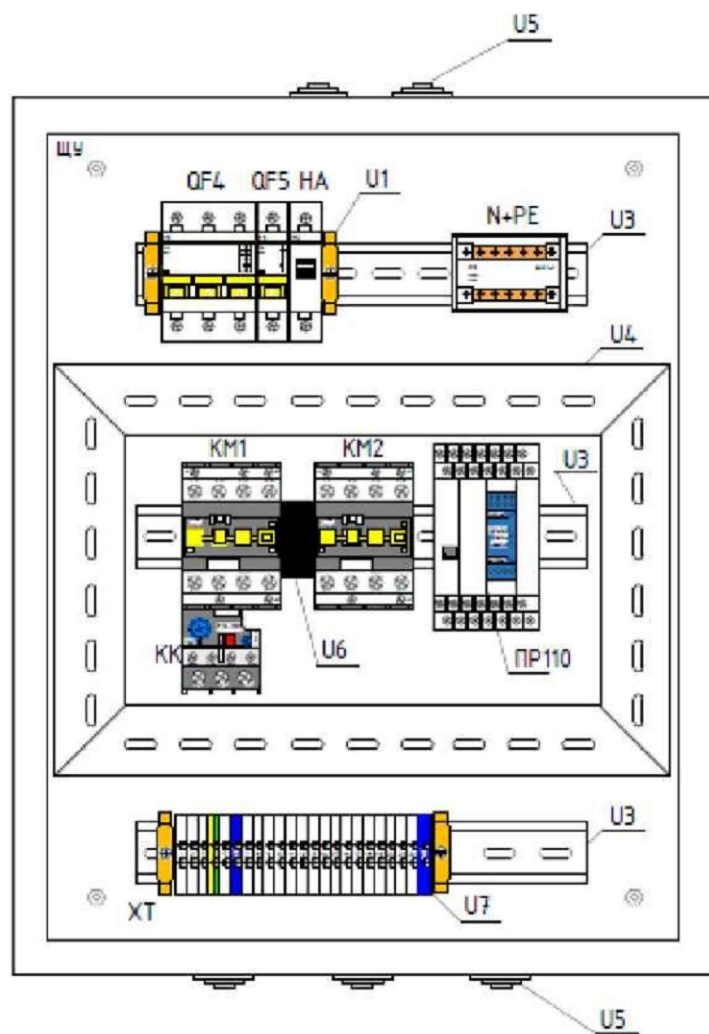 U5
ЩУ
QF4 QF5 HA U1
N+PE
U3
U4
KM1 KM2
U3
KK
U6
ПР110
U3
XT
U7
U5